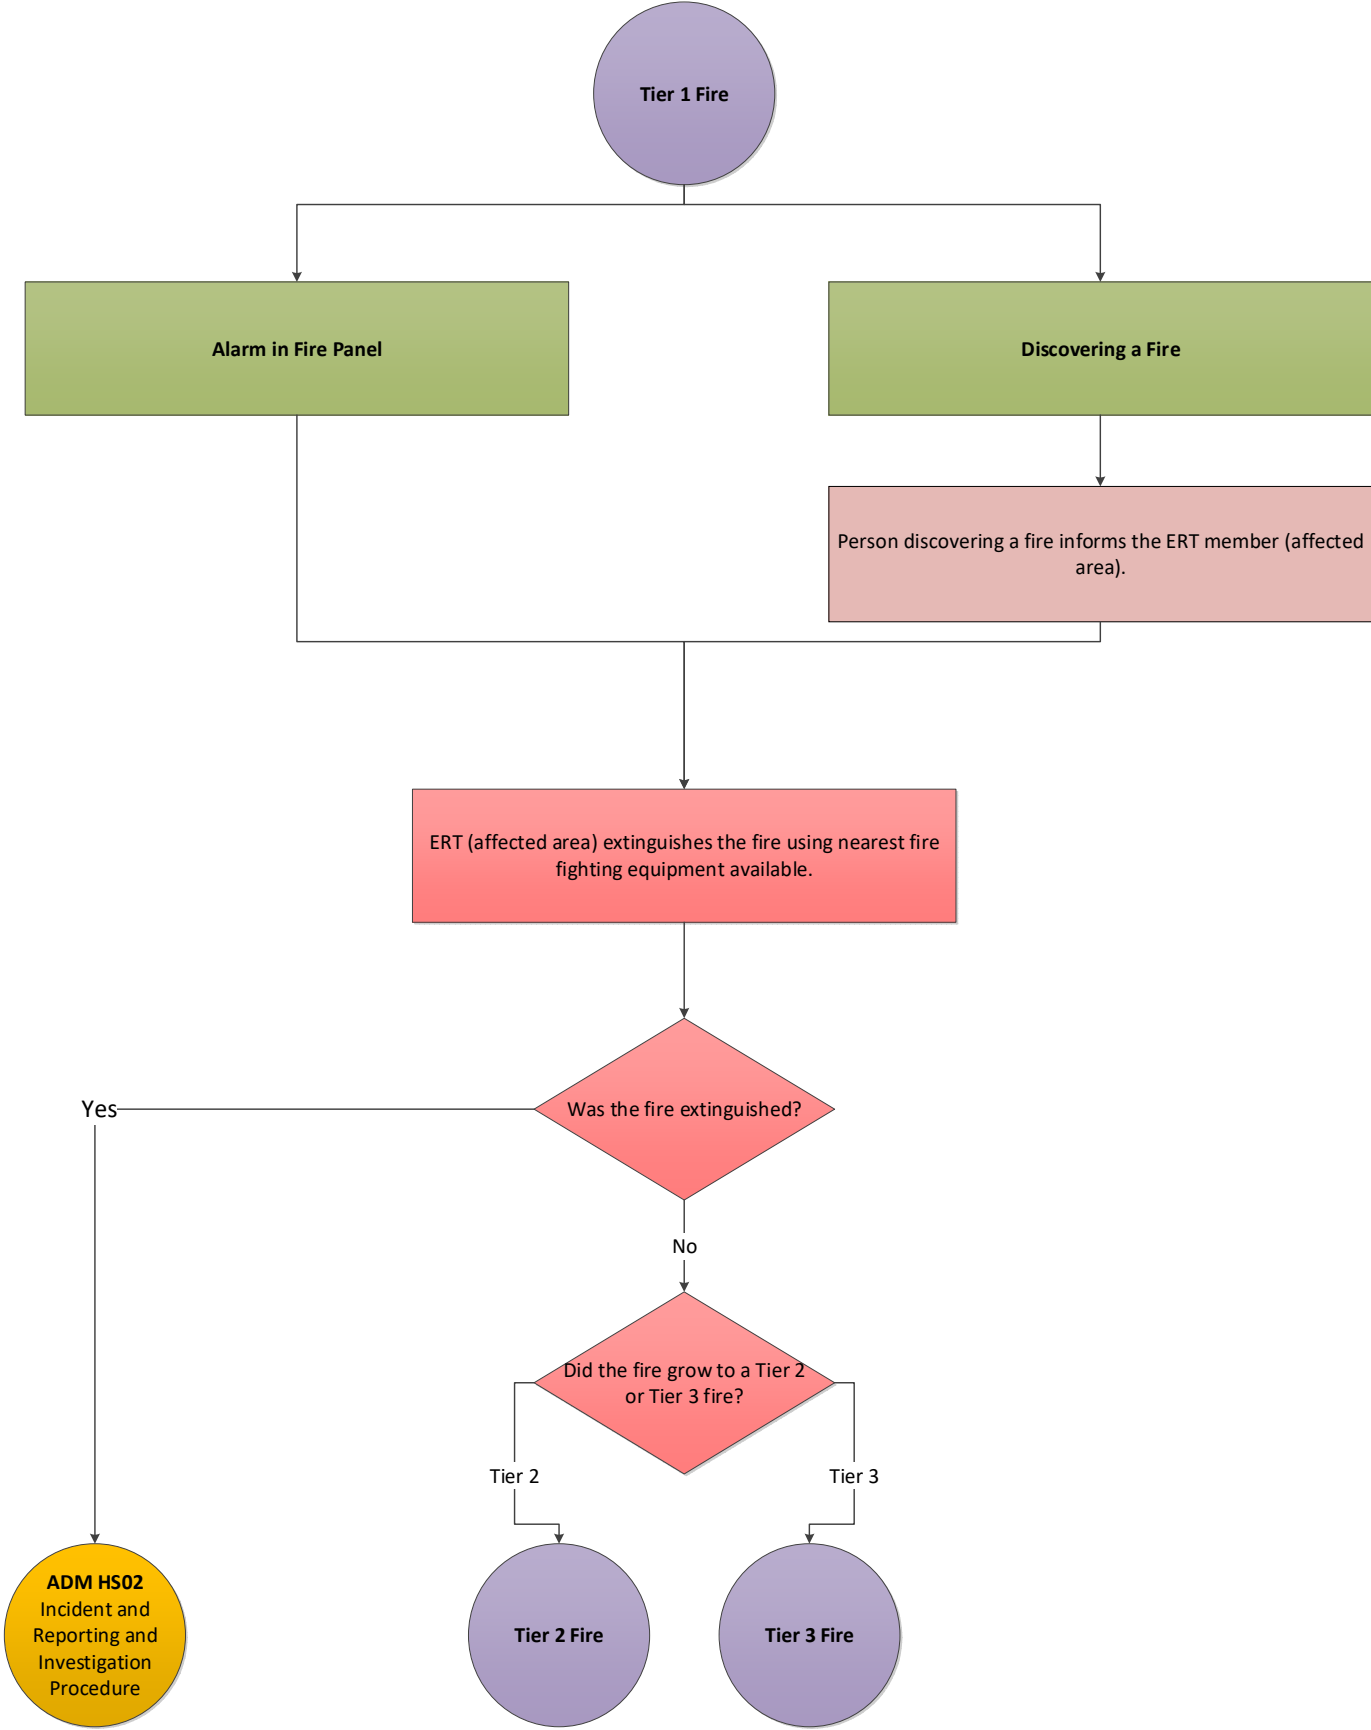 Tier 1 Fire
Alarm in Fire Panel
Discovering a Fire
Person discovering a fire informs the ERT member (affected
area).
ERT (affected area) extinguishes the fire using nearest fire
fighting equipment available.
Was the fire extinguished?
Yes
No
Did the fire grow to a Tier 2
or Tier 3 fire?
Tier 2
Tier 3
ADM HS02
Incident and
Reporting and
Investigation
Procedure
Tier 2 Fire
Tier 3 Fire